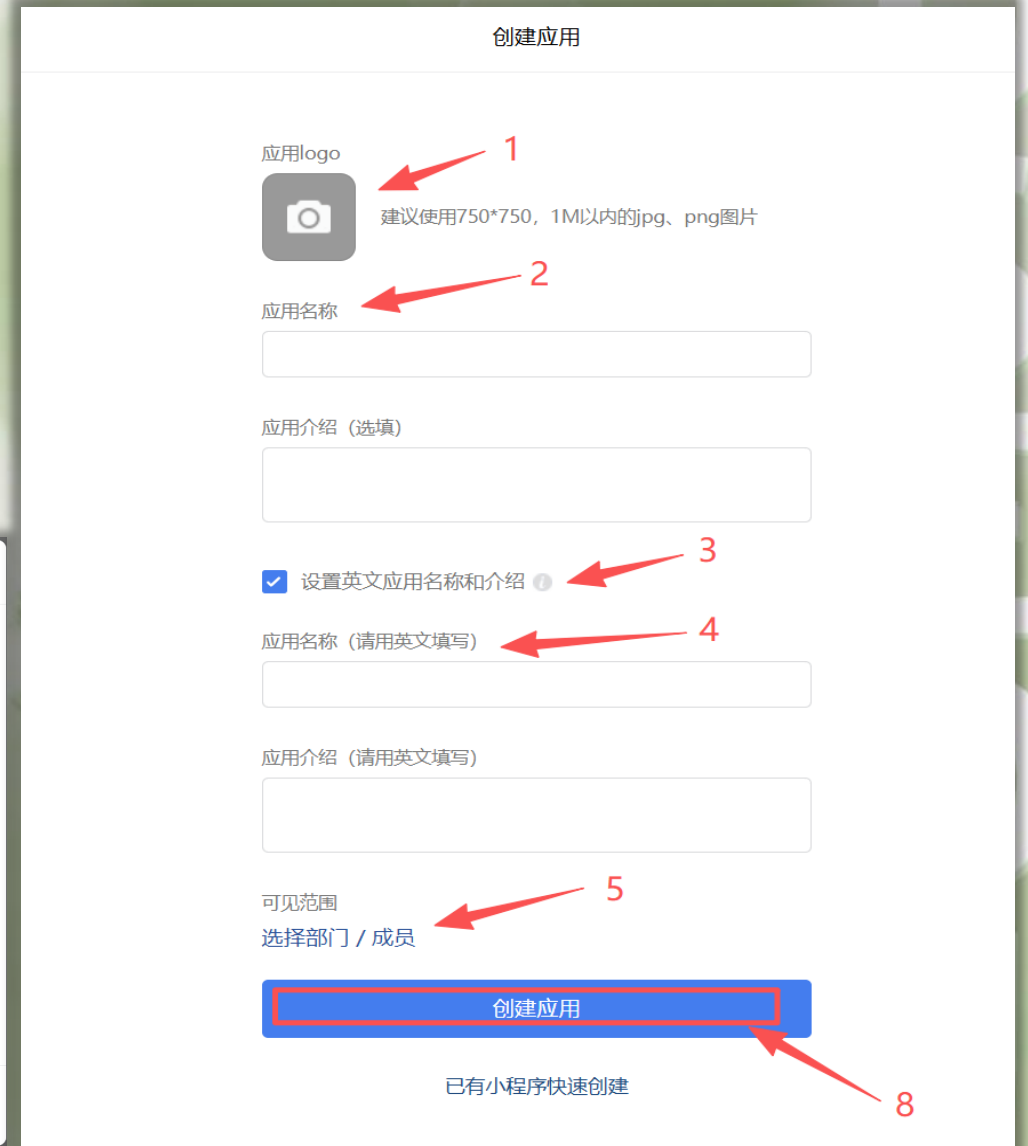 创建应用
应用logo
1
建议使用750*750，1M以内的jpg、png图片
2
应用名称
应用介绍（选填）
3
设置英文应用名称和介绍
4
应用名称（请用英文填写）
应用介绍（请用英文填写）
5
可见范围
选择部门 / 成员
创建应用
已有小程序快速创建
8